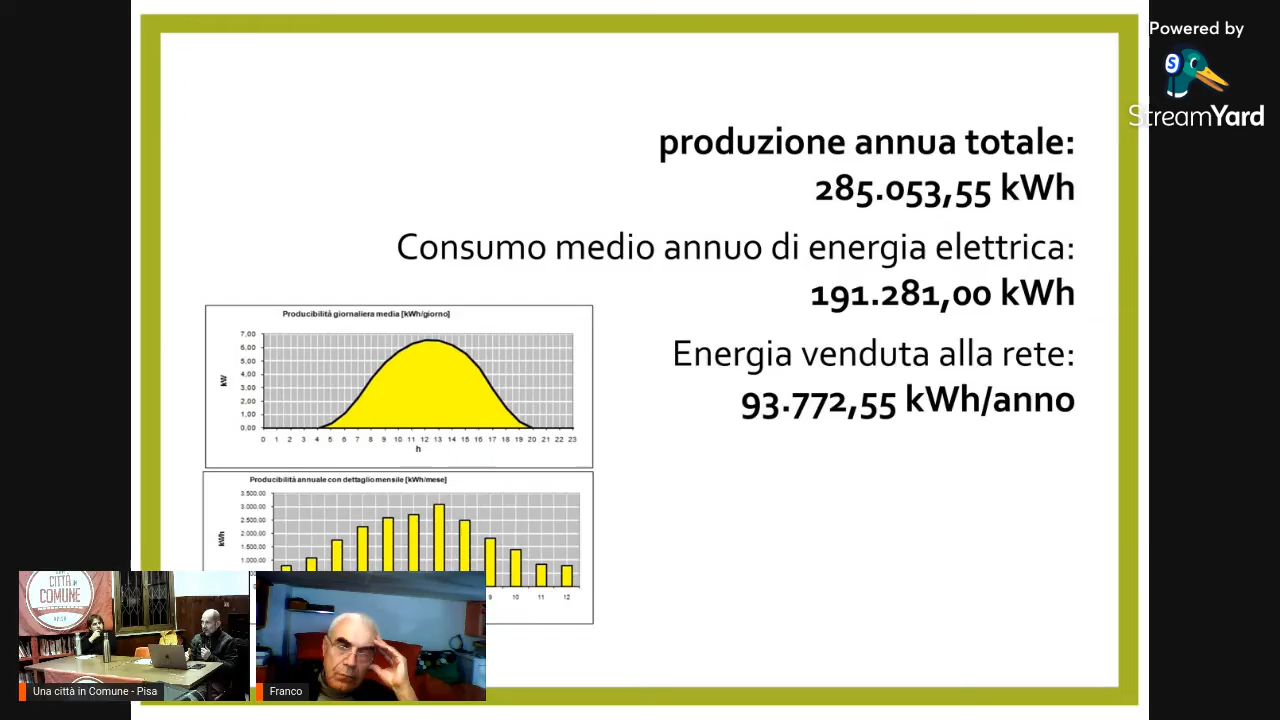 Powered by
StreamYard
produzione annua totale:
285.053,55 kWh
Consumo medio annuo di energia elettrica:
191.281,00 kWh
Energia venduta alla rete:
93.772,55 kWh/anno
Producibilità giornaliera media [kWh/giorno]
7,00
6,00
5,00
4,00
3,00
2,00
1,00
0,00
kW
0 1 2 3 4 5 6 7 8 9 10 11 12 13 14 15 16 17 18 19 20 21 22 23
h
Producibilità annuale con dettaglio mensile [kWh/mese]
3.500,00
3.000,00
2.500,00
2.000,00
1.500,00
1.000,00
kWh
9 10 11 12
CITTÀ IN
COMUNE
Una città in Comune - Pisa
Franco